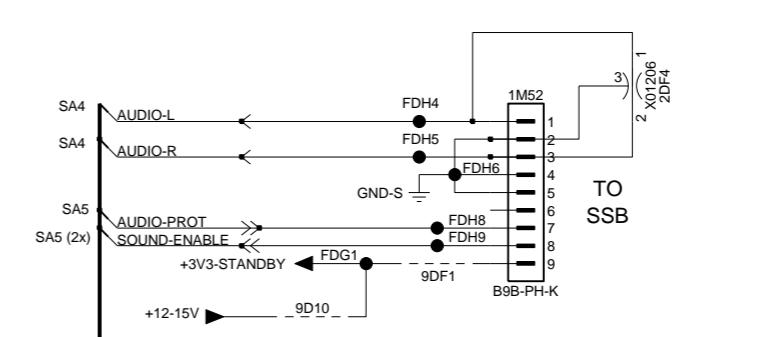 1M52
1
3
X01206
2DF4
2
SA4
AUDIO-L
FDH4
1
2
SA4
AUDIO-R
FDH5
3
FDH6
4
GND-S
5
TO
SSB
SA5
AUDIO-PROT
FDH8
6
7
SA5 (2x)
SOUND-ENABLE
FDH9
8
+3V3-STANDBY
FDG1
9DF1
9
B9B-PH-K
+12-15V
9D10